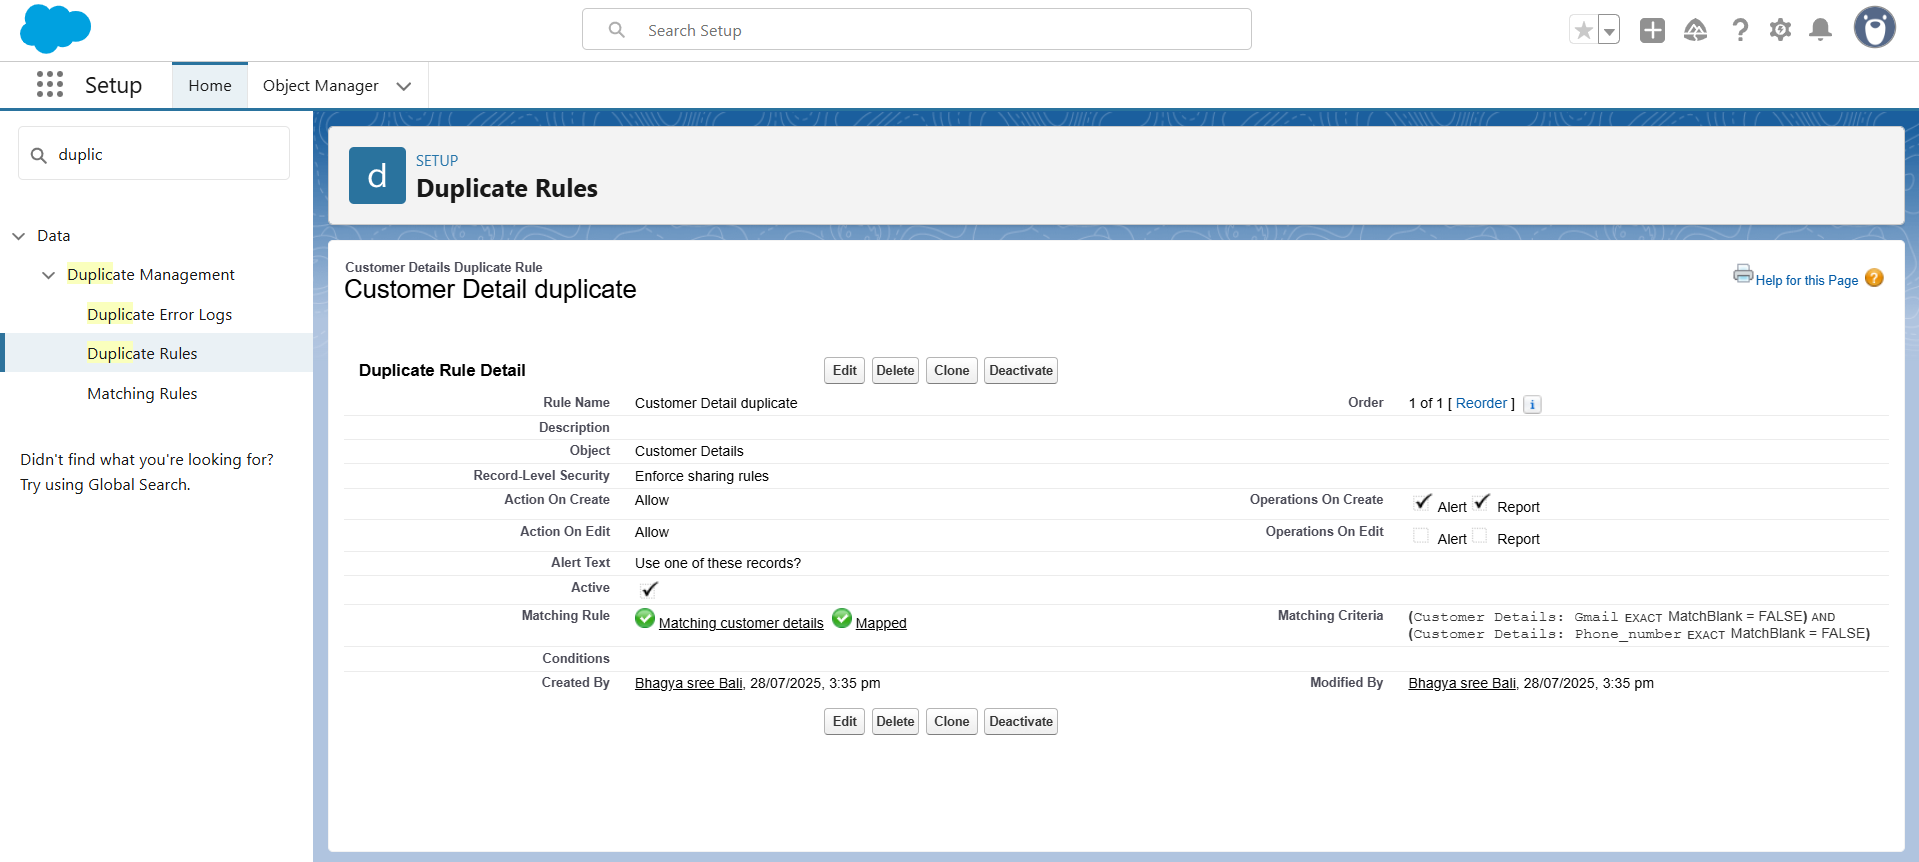 Search Setup
Setup
Home
Object Manager
duplic
Data
Duplicate Management
Duplicate Error Logs
Duplicate Rules
Matching Rules
Didn't find what you're looking for?
Try using Global Search.
d
SETUP
Duplicate Rules
Customer Details Duplicate Rule
Customer Detail duplicate
Help for this Page ?
Duplicate Rule Detail
Edit Delete Clone Deactivate
Rule Name Customer Detail duplicate Order 1 of 1 [ Reorder ] i
Description
Object Customer Details
Record-Level Security Enforce sharing rules
Action On Create Allow Operations On Create Alert Report
Action On Edit Allow Operations On Edit Alert Report
Alert Text Use one of these records?
Active
Matching Rule Matching customer details Mapped Matching Criteria (Customer Details: Gmail EXACT MatchBlank = FALSE) AND
(Customer Details: Phone_number EXACT MatchBlank = FALSE)
Conditions
Created By Bhagya sree Bali, 28/07/2025, 3:35 pm Modified By Bhagya sree Bali, 28/07/2025, 3:35 pm
Edit Delete Clone Deactivate